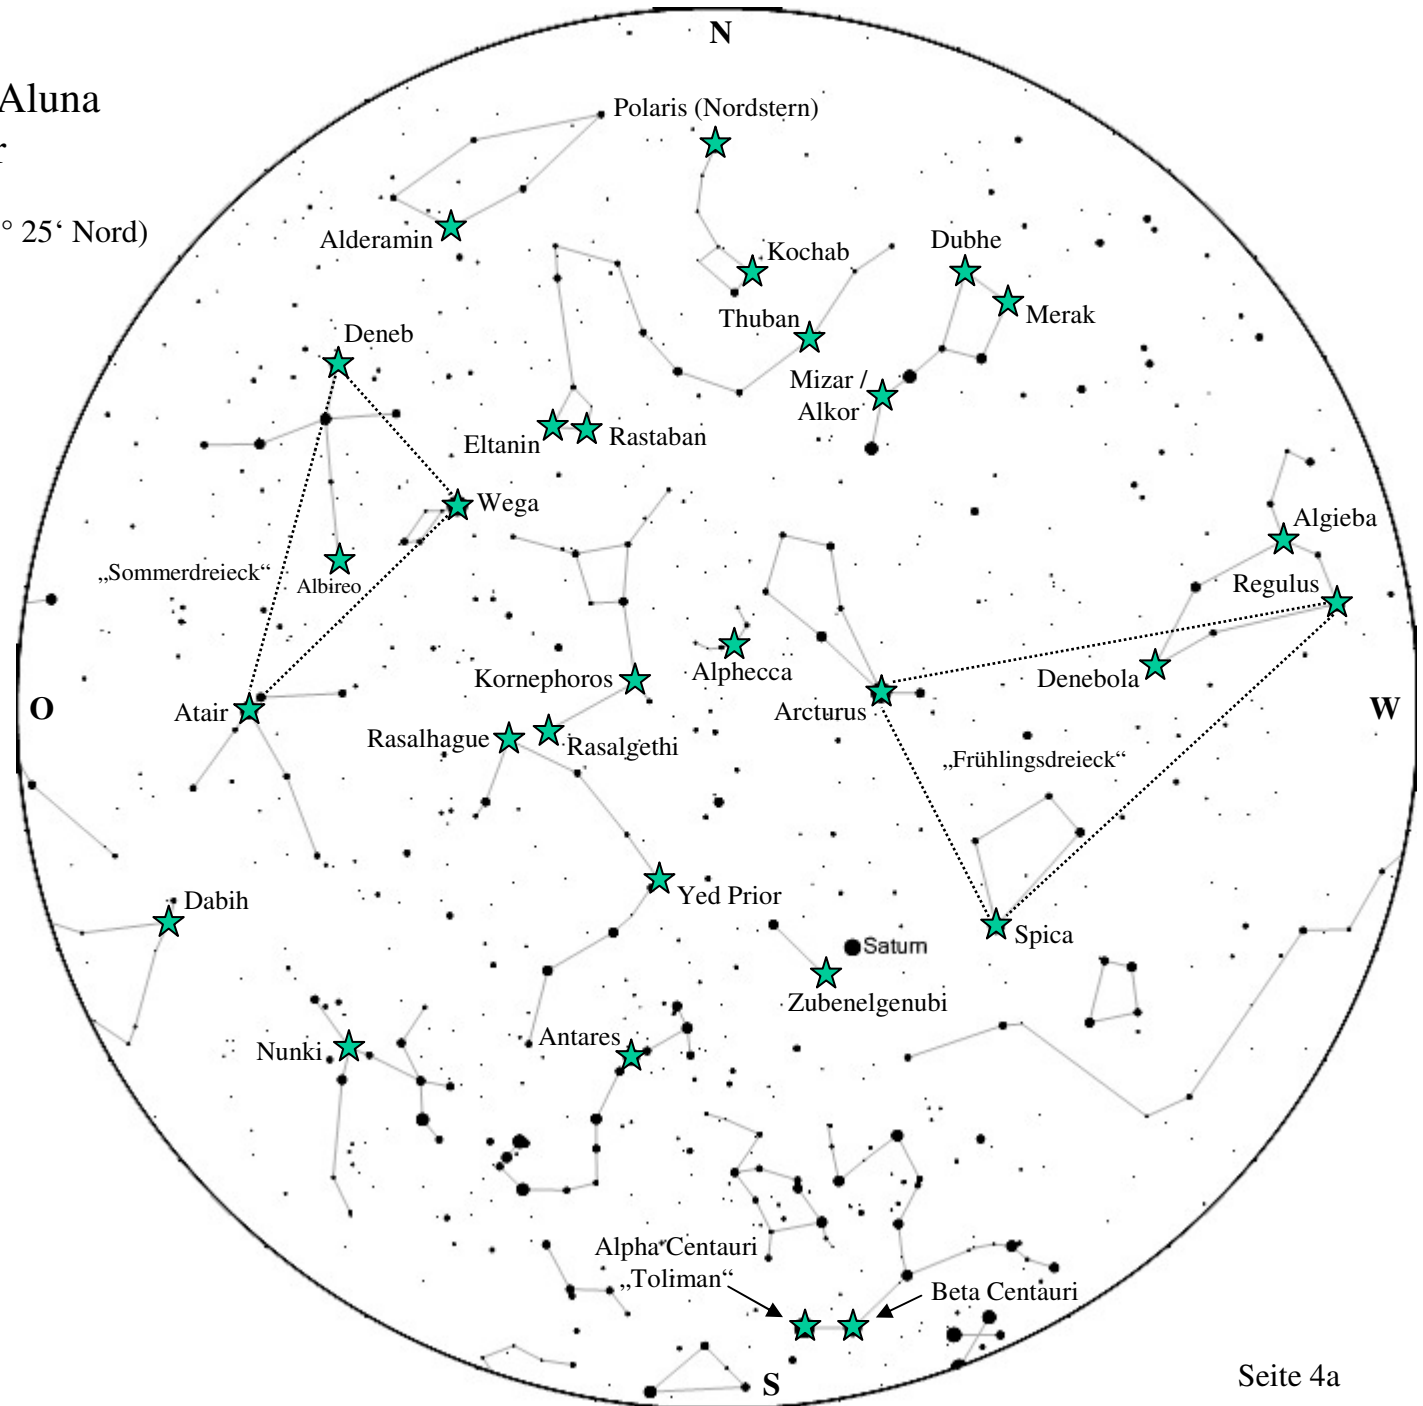 N
Aluna
r
° 25‘ Nord)
Polaris (Nordstern)
Alderamin
Kochab
Dubhe
Thuban
Merak
Deneb
Mizar /
Alkor
Eltanin
Rastaban
Wega
Algieba
„Sommerdreieck“
Albireo
Regulus
Alphecca
Kornephoros
Denebola
O
Atair
Arcturus
W
Rasalhague
Rasalgethi
„Frühlingsdreieck“
Dabih
Yed Prior
Spica
Saturn
Zubenelgenubi
Nunki
Antares
Alpha Centauri
„Toliman“
Beta Centauri
S
Seite 4a